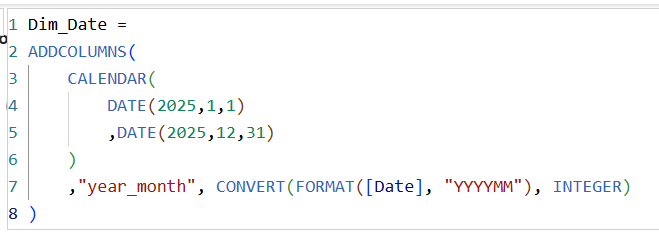 1 Dim_Date =
2 ADDCOLUMNS(
3 CALENDAR(
4 DATE(2025,1,1)
5 ,DATE(2025,12,31)
6 )
7 ,"year_month", CONVERT(FORMAT([Date], "YYYYMM"), INTEGER)
8 )